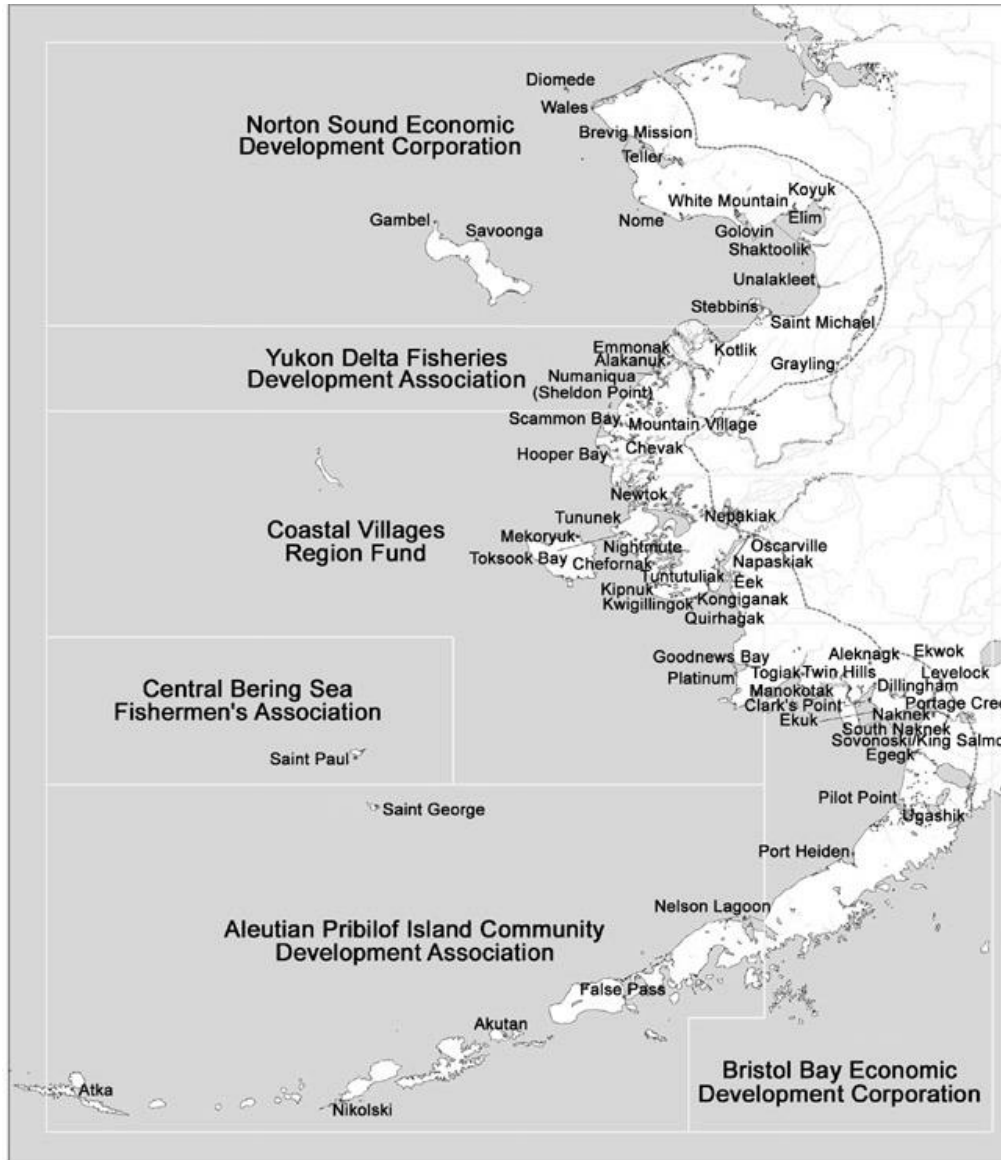 Diomede
Wales
Norton Sound Economic
Development Corporation
Brevig Mission
Teller
Koyuk
White Mountain
Elim
Gambel
Nome
Savoonga
Golovin
Shaktoolik
Unalakleet
Stebbins
Saint Michael
Yukon Delta Fisheries
Development Association
Emmonak
Kotlik
Alakanuk
Grayling
Numaniqua
(Sheldon Point)
Scammon Bay
Mountain Village
Chevak
Hooper Bay
Newtok
Coastal Villages
Region Fund
Tununek
Nepakiak
Mekoryuk
Nightmute
Oscarville
Toksook Bay
Chefornak
Napaskiak
Tuntutuliak
Eek
Kipnuk
Kongiganak
Kwigillingok
Quirhagak
Goodnews Bay
Aleknagk
Ekwok
Platinum
Togiak
Twin Hills
Levelock
Central Bering Sea
Fishermen's Association
Manokotak
Dillingham
Clark's Point
Portage Cree
Ekuk
Naknek
South Naknek
Sovonoski/King Salmo
Egegk
Saint Paul
Pilot Point
Saint George
Ugashik
Port Heiden
Nelson Lagoon
Aleutian Pribilof Island Community
Development Association
False Pass
Akutan
Bristol Bay Economic
Development Corporation
Atka
Nikolski